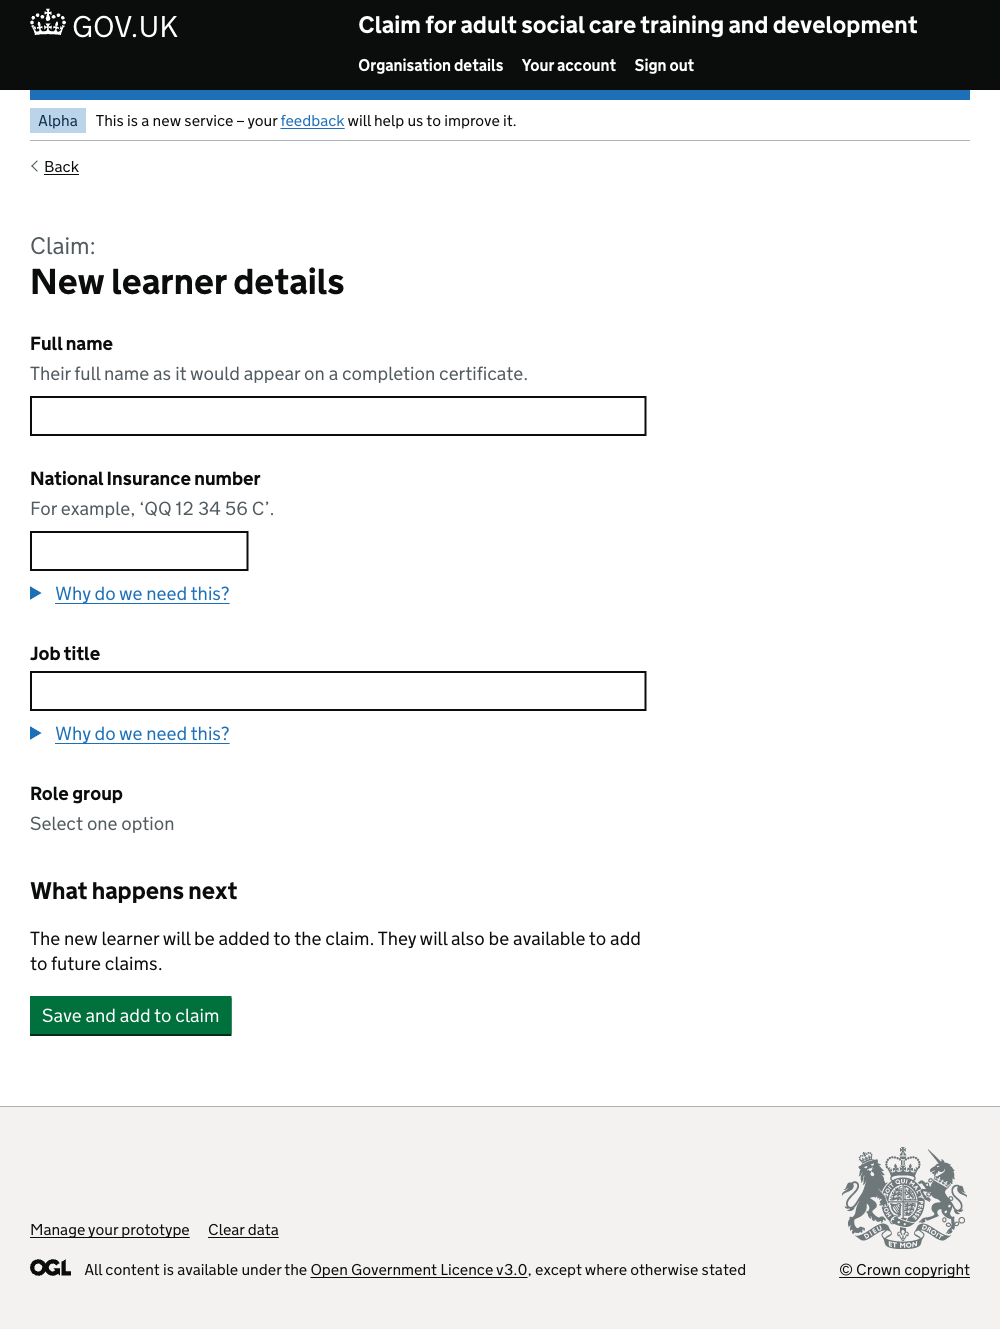 GOV.UK
Claim for adult social care training and development
Organisation details Your account Sign out
Alpha This is a new service – your feedback will help us to improve it.
Back
Claim:
New learner details
Full name
Their full name as it would appear on a completion certificate.
National Insurance number
For example, ‘QQ 12 34 56 C’.
Why do we need this?
Job title
Why do we need this?
Role group
Select one option
What happens next
The new learner will be added to the claim. They will also be available to add
to future claims.
Save and add to claim
Manage your prototype Clear data
OGL All content is available under the Open Government Licence v3.0, except where otherwise stated
© Crown copyright